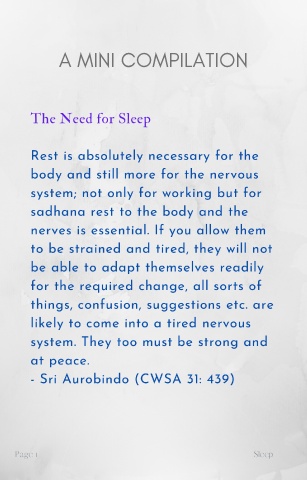 A MINI COMPILATION
The Need for Sleep
Rest is absolutely necessary for the
body and still more for the nervous
system; not only for working but for
sadhana rest to the body and the
nerves is essential. If you allow them
to be strained and tired, they will not
be able to adapt themselves readily
for the required change, all sorts of
things, confusion, suggestions etc. are
likely to come into a tired nervous
system. They too must be strong and
at peace.
- Sri Aurobindo (CWSA 31: 439)
Page 1
Sleep